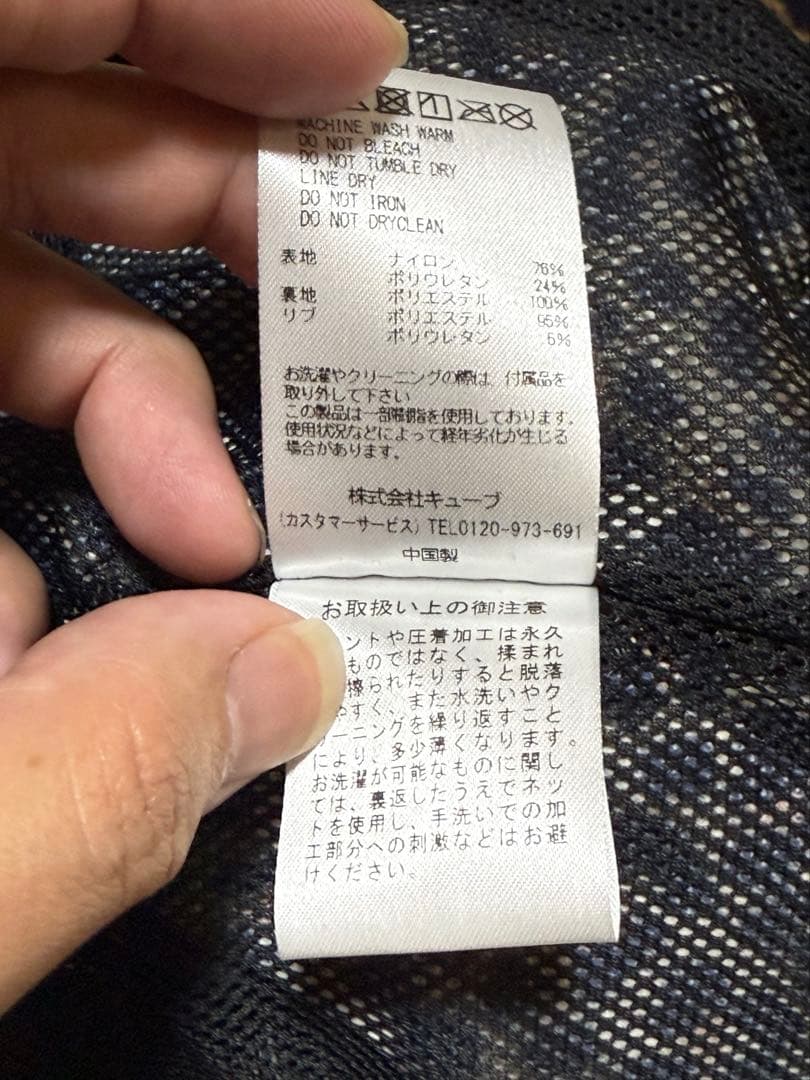 MACHINE WASH WARM
DO NOT BLEACH
DO NOT TUMBLE DRY
LINE DRY
DO NOT IRON
DO NOT DRYCLEAN
表地 ナイロン 76%
ポリウレタン 24%
裏地 ポリエステル 100%
リブ ポリエステル 95%
ポリウレタン 5%
お洗濯やクリーニングの際は、付属品を
取り外して下さい
この製品は一部樹脂を使用しております。
使用状況などによって経年劣化が生じる
場合があります。
株式会社キューブ
(カスタマーサービス) TEL0120-973-691
中国製
お取扱い上の御注意
ントや圧着加工は永久
ものではなく、揉まれ
擦られたりすると脱落
やすく、また水洗いやク
ーニングを繰り返すこと
により、多少薄くなります。
お洗濯が可能なものに関し
ては、裏返したうえでネッ
トを使用し、手洗いでの加
工部分への刺激などはお避
けください。